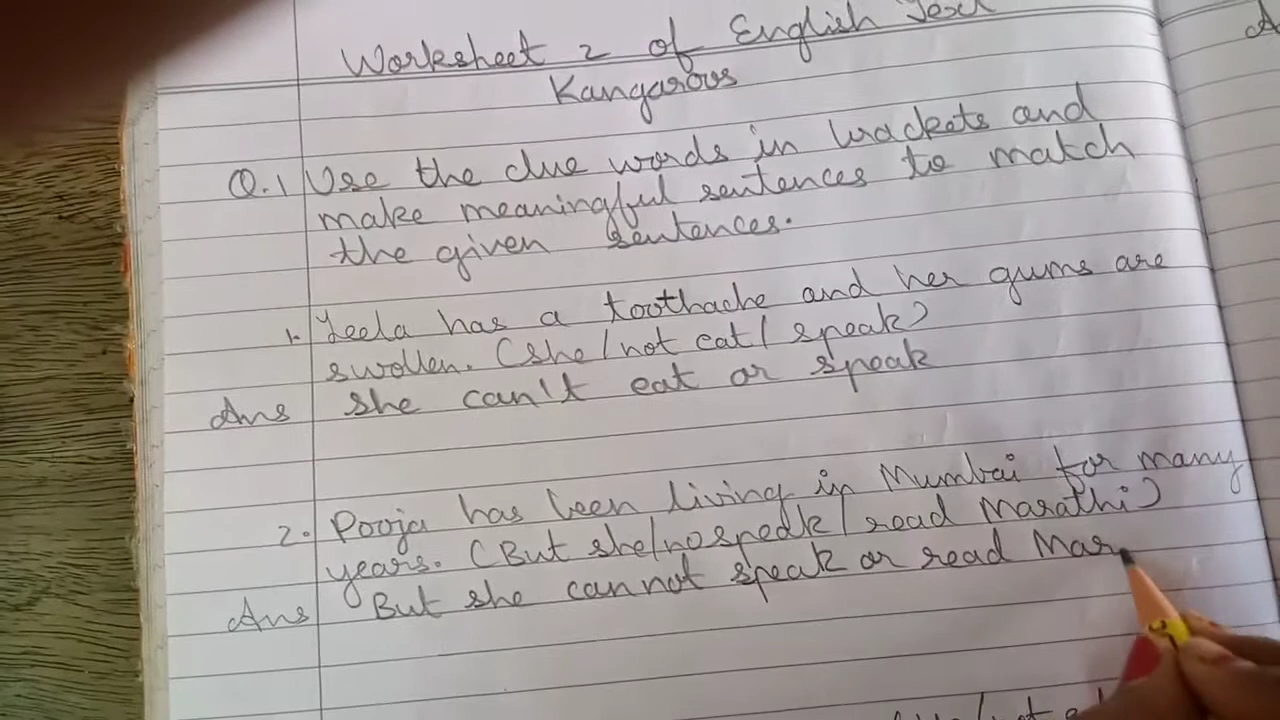 Worksheet 2 of English
Kangaroos
Q.1 Use the clue words in brackets and
make meaningful sentences to match
the given sentences.
1. Leela has a toothache and her gums are
swollen. (she/not eat/ speak)
Ans she can't eat or speak
2. Pooja has been living in Mumbai for many
years. (But she/no speak/ read Marathi)
Ans But she cannot speak or read Mar